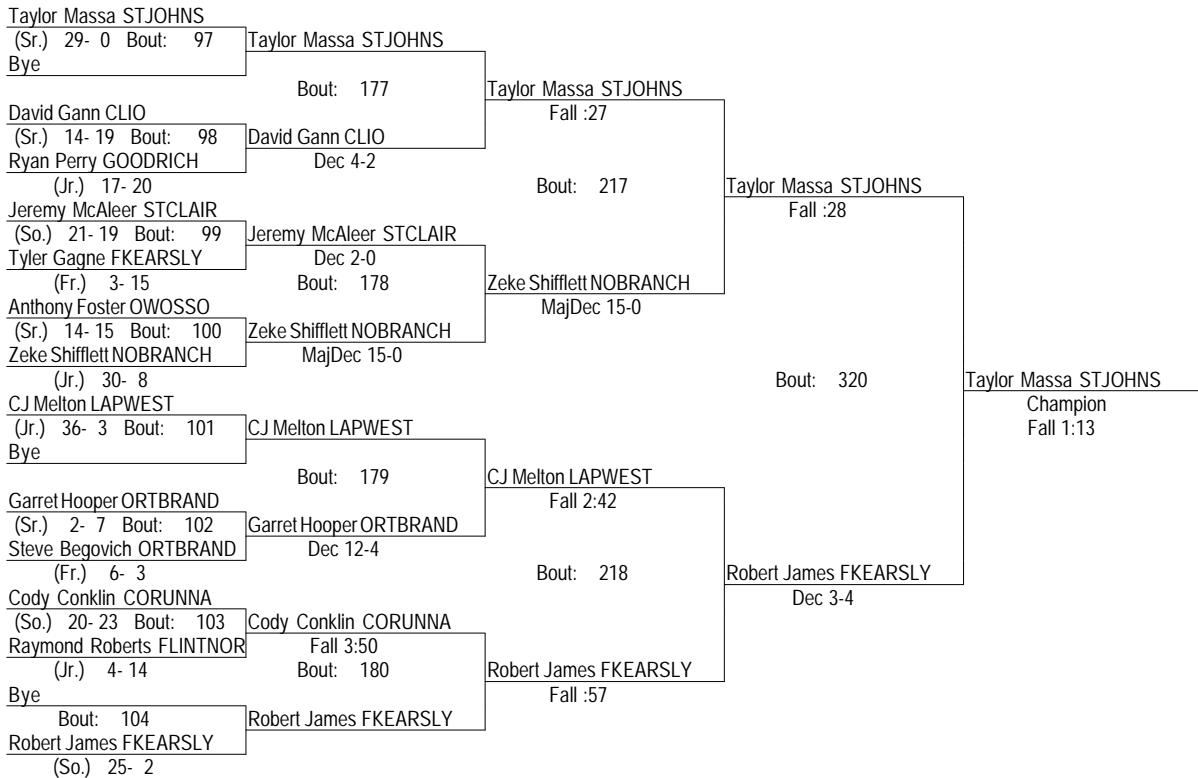 Taylor Massa STJOHNS
(Sr.) 29- 0 Bout: 97
Bye
Taylor Massa STJOHNS
Bout: 177
David Gann CLIO
(Sr.) 14- 19 Bout: 98
Ryan Perry GOODRICH
(Jr.) 17- 20
David Gann CLIO
Dec 4-2
Taylor Massa STJOHNS
Fall :27
Bout: 217
Jeremy McAleer STCLAIR
(So.) 21- 19 Bout: 99
Tyler Gagne FKEARSLY
(Fr.) 3- 15
Jeremy McAleer STCLAIR
Dec 2-0
Bout: 178
Anthony Foster OWOSSO
(Sr.) 14- 15 Bout: 100
Zeke Shifflett NOBRANCH
(Jr.) 30- 8
Zeke Shifflett NOBRANCH
MajDec 15-0
Zeke Shifflett NOBRANCH
MajDec 15-0
Taylor Massa STJOHNS
Fall :28
Bout: 320
CJ Melton LAPWEST
(Jr.) 36- 3 Bout: 101
Bye
CJ Melton LAPWEST
Bout: 179
Garret Hooper ORTBRAND
(Sr.) 2- 7 Bout: 102
Steve Begovich ORTBRAND
(Fr.) 6- 3
Garret Hooper ORTBRAND
Dec 12-4
CJ Melton LAPWEST
Fall 2:42
Bout: 218
Cody Conklin CORUNNA
(So.) 20- 23 Bout: 103
Raymond Roberts FLINTNOR
(Jr.) 4- 14
Cody Conklin CORUNNA
Fall 3:50
Bout: 180
Bye
Bout: 104
Robert James FKEARSLY
(So.) 25- 2
Robert James FKEARSLY
Robert James FKEARSLY
Fall :57
Robert James FKEARSLY
Dec 3-4
Taylor Massa STJOHNS
Champion
Fall 1:13